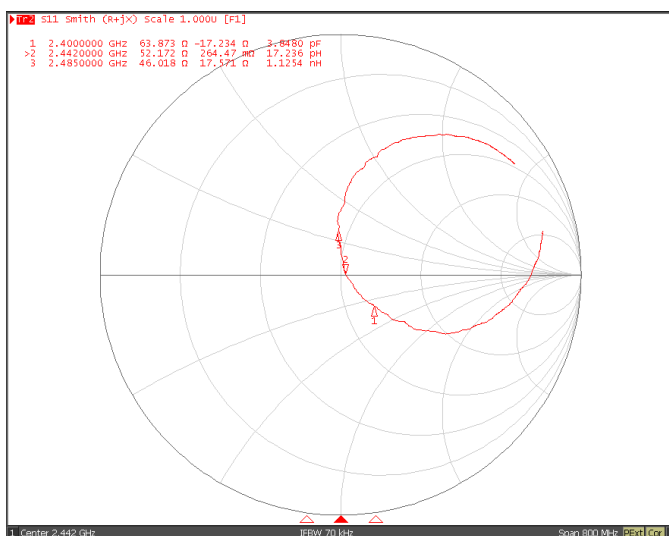 Tr2 S11 Smith (R+jX) Scale 1.000U [F1]
1 2.4000000 GHz 63.873 Ω -17.234 Ω 3.8480 pF
>2 2.4420000 GHz 52.172 Ω 264.47 mΩ 17.236 pH
3 2.4850000 GHz 46.018 Ω 17.571 Ω 1.1254 nH
3
2
1
1 Center 2.442 GHz IFBW 70 kHz Span 800 MHz PExt Cor